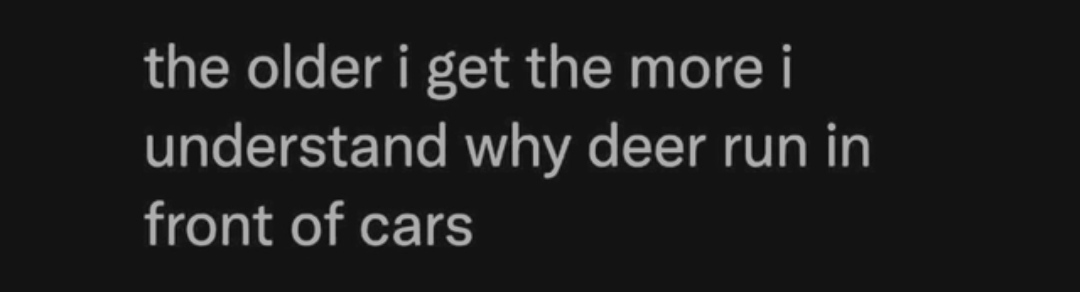 the older i get the more i
understand why deer run in
front of cars